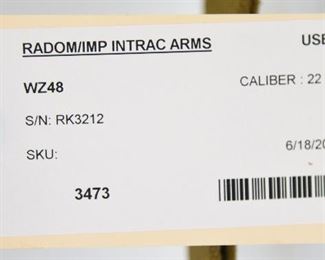 RADOM/IMP INTRAC ARMS USE
WZ48 CALIBER : 22
S/N: RK3212
SKU: 6/18/20
3473